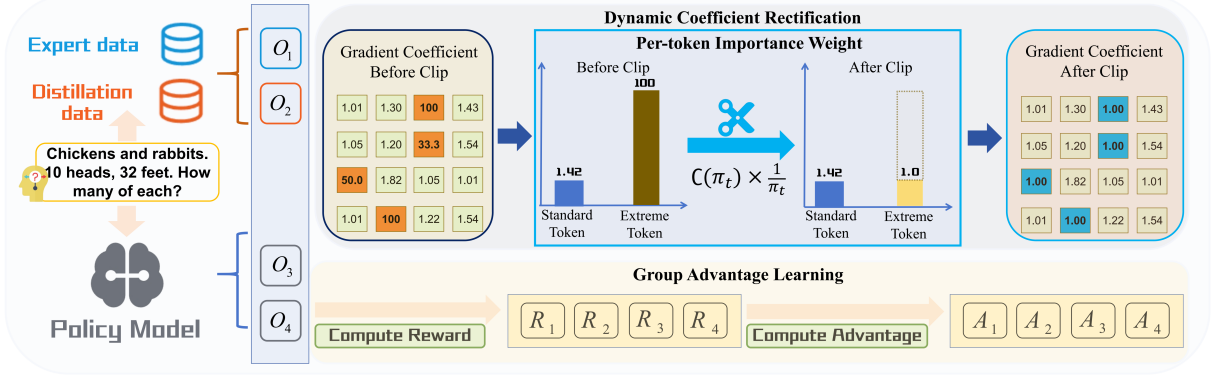 Expert data
Distillation
data
Chickens and rabbits.
10 heads, 32 feet. How
many of each?
?
Policy Model
O1
O2
O3
O4
Dynamic Coefficient Rectification
Gradient Coefficient
Before Clip
1.01 1.30 100 1.43
1.05 1.20 33.3 1.54
50.0 1.82 1.05 1.01
1.01 100 1.22 1.54
Per-token Importance Weight
Before Clip
100
1.42
Standard
Token
Extreme
Token
C(πt) × 1/πt
After Clip
1.42
1.0
Standard
Token
Extreme
Token
Gradient Coefficient
After Clip
1.01 1.30 1.00 1.43
1.05 1.20 1.00 1.54
1.00 1.82 1.05 1.01
1.01 1.00 1.22 1.54
Group Advantage Learning
Compute Reward
R1 R2 R3 R4
Compute Advantage
A1 A2 A3 A4